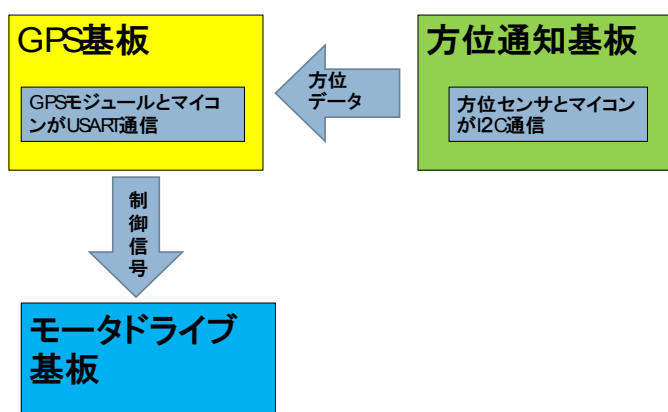 GPS基板
GPSモジュールとマイコ
ンがUSART通信
方位
データ
方位通知基板
方位センサとマイコン
がI2C通信
制
御
信
号
モータドライブ
基板